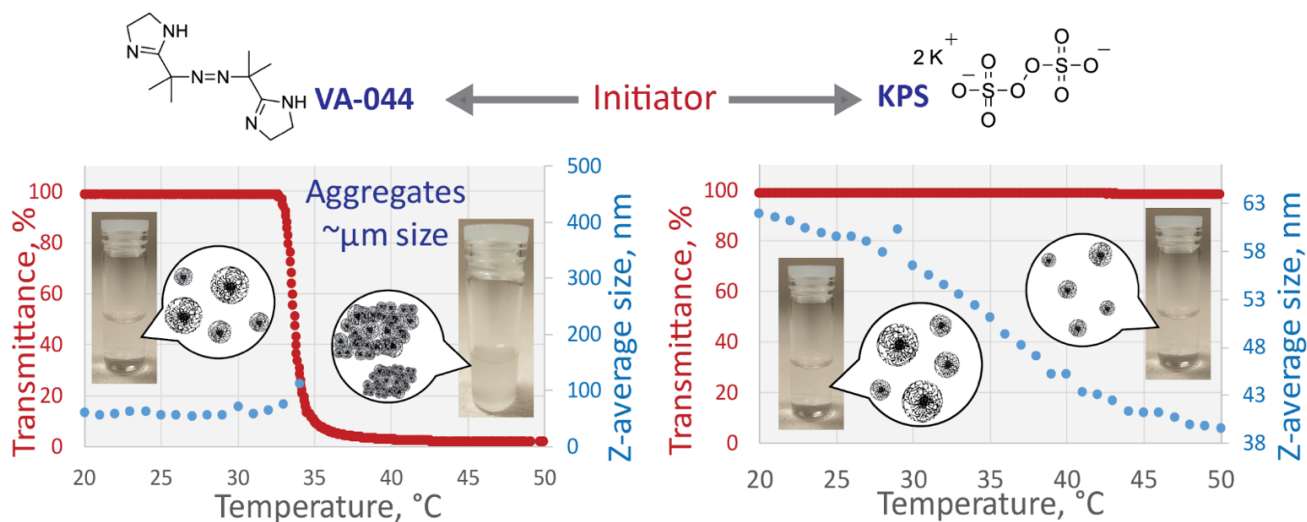 NH
N
N=N
NH
N
VA-044
Initiator
KPS
2 K +
O
O
O
S
O
−
−
O
S
O
O
O
Aggregates
~µm size
Transmittance, %
100
80
60
40
20
0
20 25 30 35 40 45 50
Temperature, °C
500
400
300
200
100
0
Z-average size, nm
Transmittance, %
100
80
60
40
20
0
20 25 30 35 40 45 50
Temperature, °C
63
58
53
48
43
38
Z-average size, nm